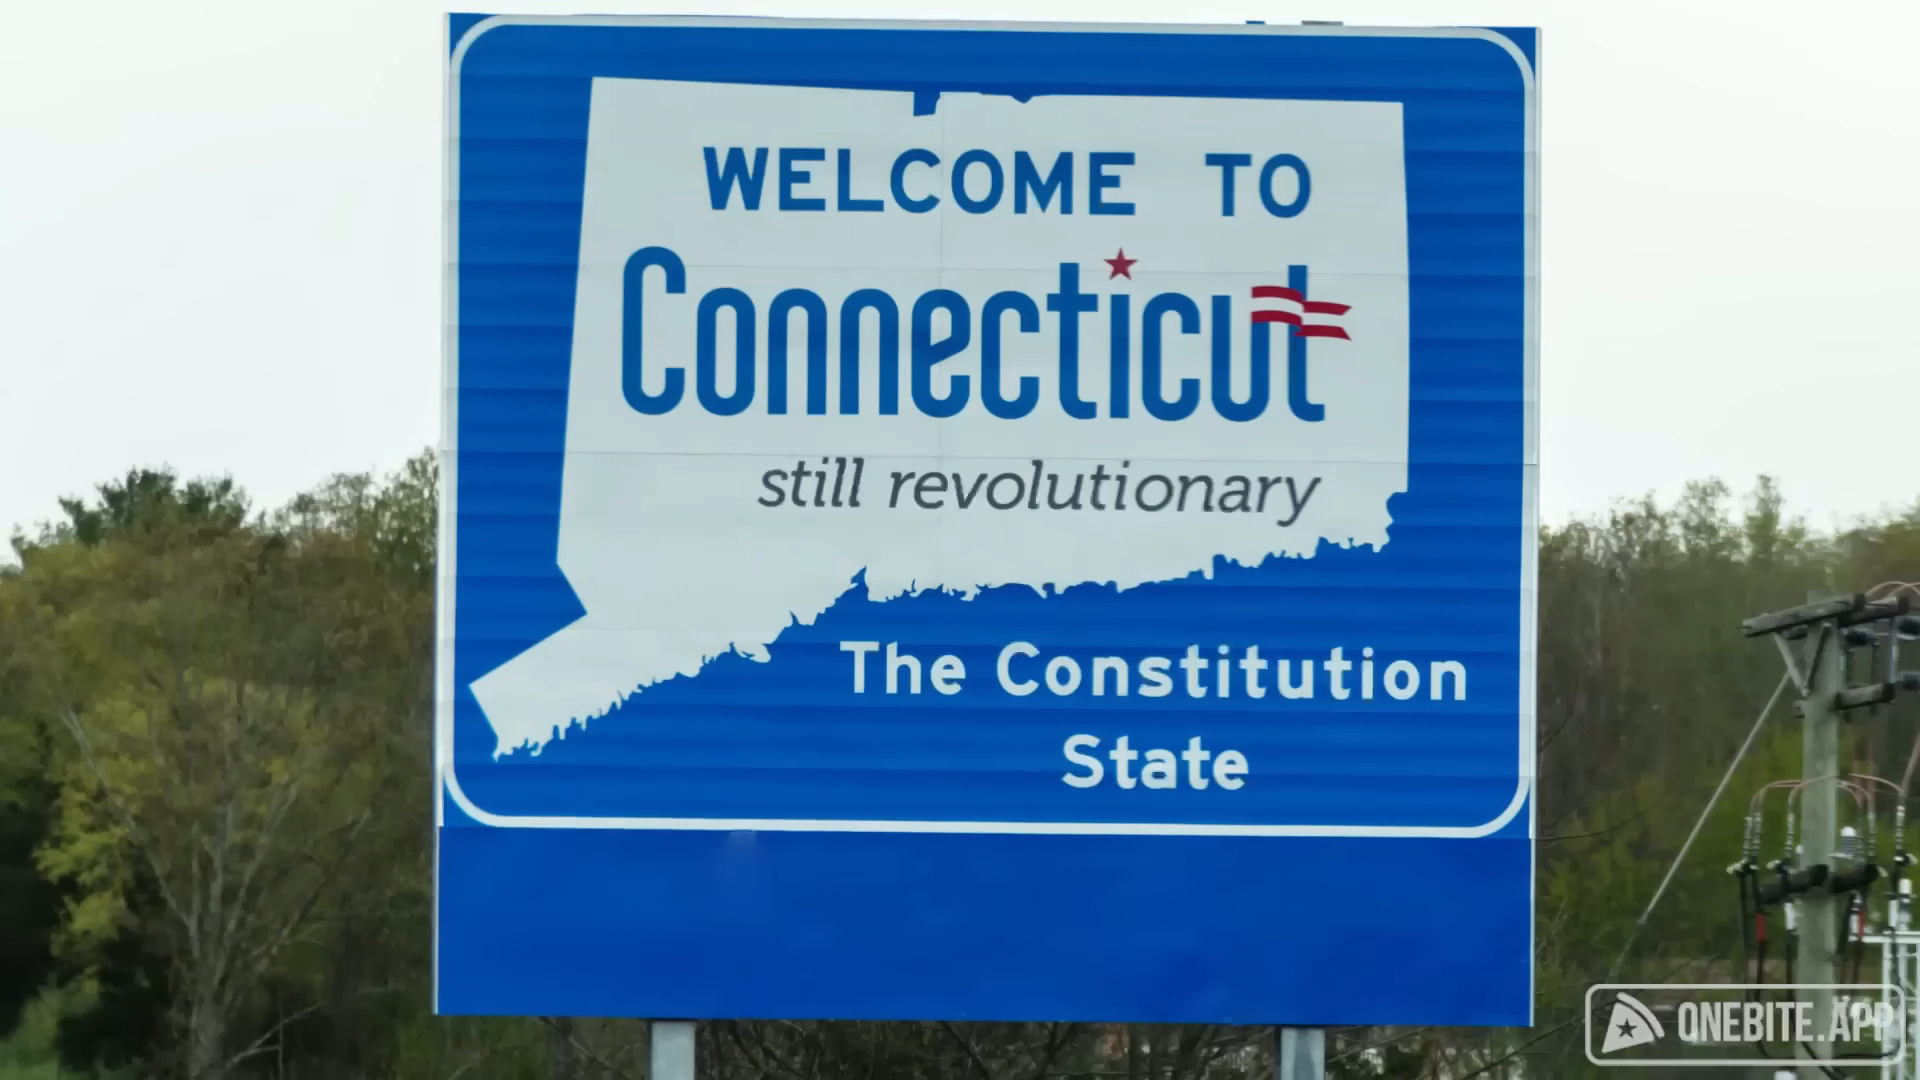 WELCOME TO
Connecticut
still revolutionary
The Constitution
State
ONEBITE.APP